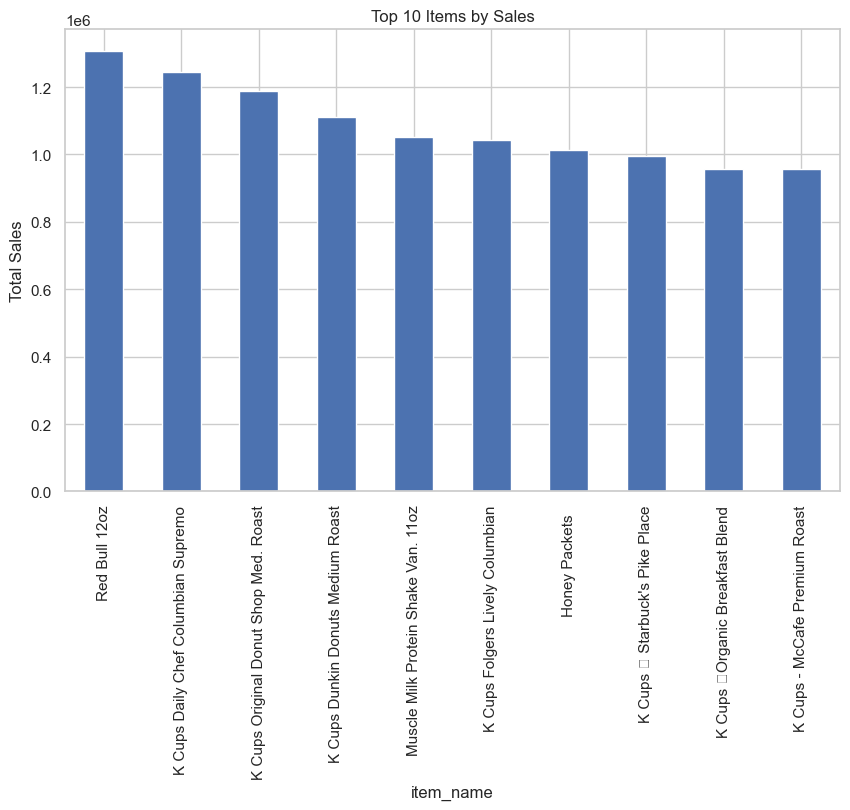 Top 10 Items by Sales
1e6
Total Sales
1.2
1.0
0.8
0.6
0.4
0.2
0.0
Red Bull 12oz
K Cups Daily Chef Columbian Supremo
K Cups Original Donut Shop Med. Roast
K Cups Dunkin Donuts Medium Roast
Muscle Milk Protein Shake Van. 11oz
K Cups Folgers Lively Columbian
Honey Packets
K Cups □ Starbuck's Pike Place
K Cups □Organic Breakfast Blend
K Cups - McCafe Premium Roast
item_name